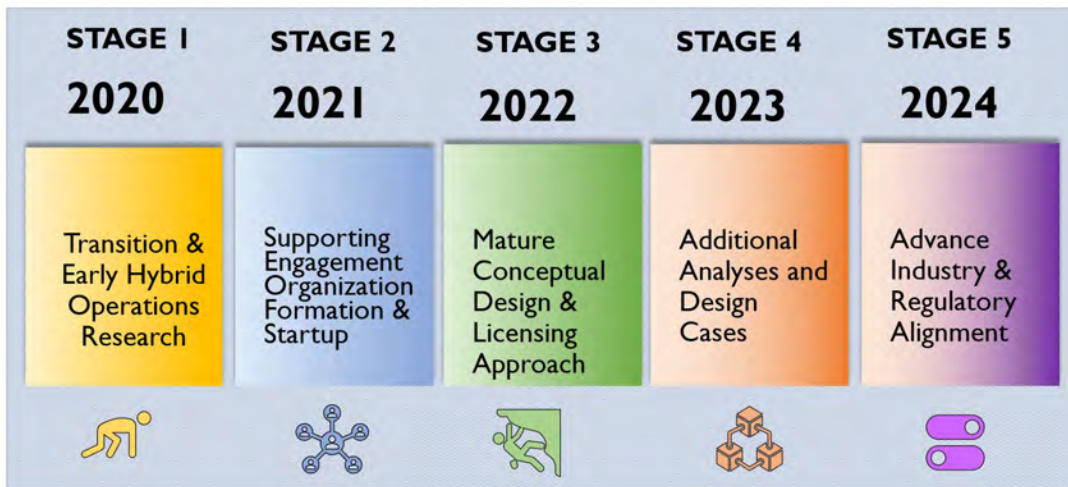 STAGE 1
2020
Transition &
Early Hybrid
Operations
Research
STAGE 2
2021
Supporting
Engagement
Organization
Formation &
Startup
STAGE 3
2022
Mature
Conceptual
Design &
Licensing
Approach
STAGE 4
2023
Additional
Analyses and
Design
Cases
STAGE 5
2024
Advance
Industry &
Regulatory
Alignment